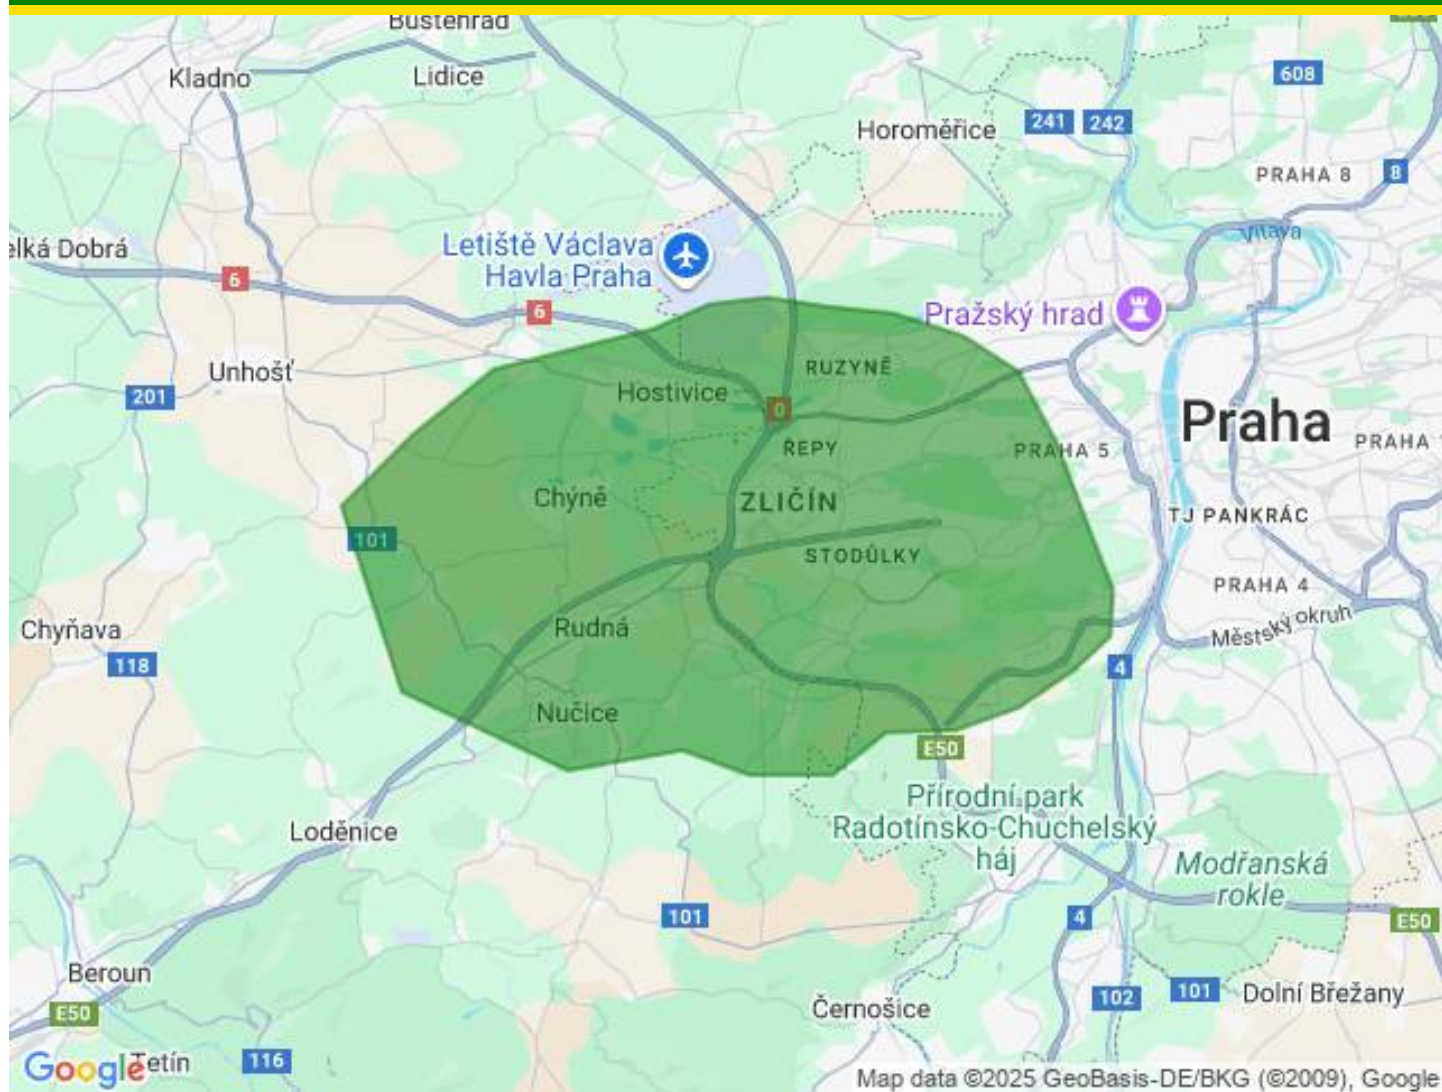 Buštěhrad
Kladno
Lidice
608
Horoměřice
241
242
PRAHA 8
8
elká Dobrá
Letiště Václava
Havla Praha
Vltava
6
6
Pražský hrad
Unhošť
RUZYNĚ
201
Hostivice
0
Praha
PRAHA
ŘEPY
PRAHA 5
Chýně
ZLIČÍN
TJ PANKRÁC
101
STODŮLKY
PRAHA 4
Chyňava
Rudná
Městský okruh
118
4
Nučice
E50
Přírodní park
Radotínsko-Chuchelský
háj
Loděnice
Modřanská
rokle
101
4
E50
Beroun
102
101
Dolní Břežany
E50
Černošice
Google
Tetín
116
Map data ©2025 GeoBasis-DE/BKG (©2009), Google